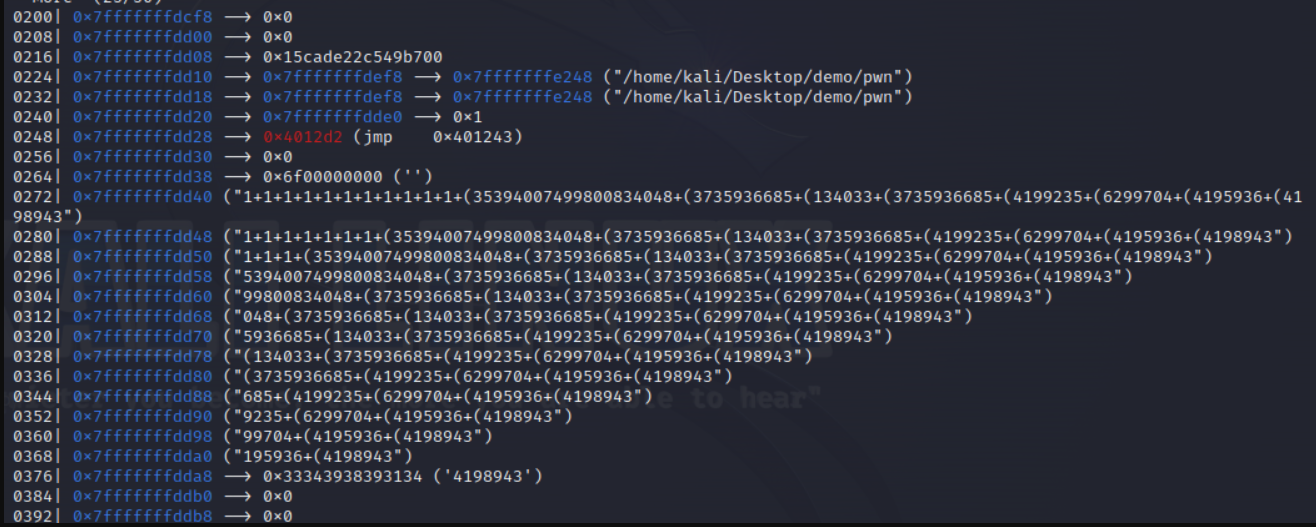 0200| 0×7fffffffdcf8 ⟶ 0×0
0208| 0×7fffffffdd00 ⟶ 0×0
0216| 0×7fffffffdd08 ⟶ 0×15cade22c549b700
0224| 0×7fffffffdd10 ⟶ 0×7fffffffdef8 ⟶ 0×7fffffffe248 ("/home/kali/Desktop/demo/pwn")
0232| 0×7fffffffdd18 ⟶ 0×7fffffffdef8 ⟶ 0×7fffffffe248 ("/home/kali/Desktop/demo/pwn")
0240| 0×7fffffffdd20 ⟶ 0×7fffffffdde0 ⟶ 0×1
0248| 0×7fffffffdd28 ⟶ 0×4012d2 (jmp    0×401243)
0256| 0×7fffffffdd30 ⟶ 0×0
0264| 0×7fffffffdd38 ⟶ 0×6f00000000 ('')
0272| 0×7fffffffdd40 ("1+1+1+1+1+1+1+1+1+1+1+(35394007499800834048+(3735936685+(134033+(3735936685+(4199235+(6299704+(4195936+(41
98943")
0280| 0×7fffffffdd48 ("1+1+1+1+1+1+1+(35394007499800834048+(3735936685+(134033+(3735936685+(4199235+(6299704+(4195936+(4198943")
0288| 0×7fffffffdd50 ("1+1+1+(35394007499800834048+(3735936685+(134033+(3735936685+(4199235+(6299704+(4195936+(4198943")
0296| 0×7fffffffdd58 ("5394007499800834048+(3735936685+(134033+(3735936685+(4199235+(6299704+(4195936+(4198943")
0304| 0×7fffffffdd60 ("99800834048+(3735936685+(134033+(3735936685+(4199235+(6299704+(4195936+(4198943")
0312| 0×7fffffffdd68 ("048+(3735936685+(134033+(3735936685+(4199235+(6299704+(4195936+(4198943")
0320| 0×7fffffffdd70 ("5936685+(134033+(3735936685+(4199235+(6299704+(4195936+(4198943")
0328| 0×7fffffffdd78 ("(134033+(3735936685+(4199235+(6299704+(4195936+(4198943")
0336| 0×7fffffffdd80 ("(3735936685+(4199235+(6299704+(4195936+(4198943")
0344| 0×7fffffffdd88 ("685+(4199235+(6299704+(4195936+(4198943")
to hear"
0352| 0×7fffffffdd90 ("9235+(6299704+(4195936+(4198943")
0360| 0×7fffffffdd98 ("99704+(4195936+(4198943")
0368| 0×7fffffffdda0 ("195936+(4198943")
0376| 0×7fffffffdda8 ⟶ 0×33343938393134 ('4198943')
0384| 0×7fffffffddb0 ⟶ 0×0
0392| 0×7fffffffddb8 ⟶ 0×0